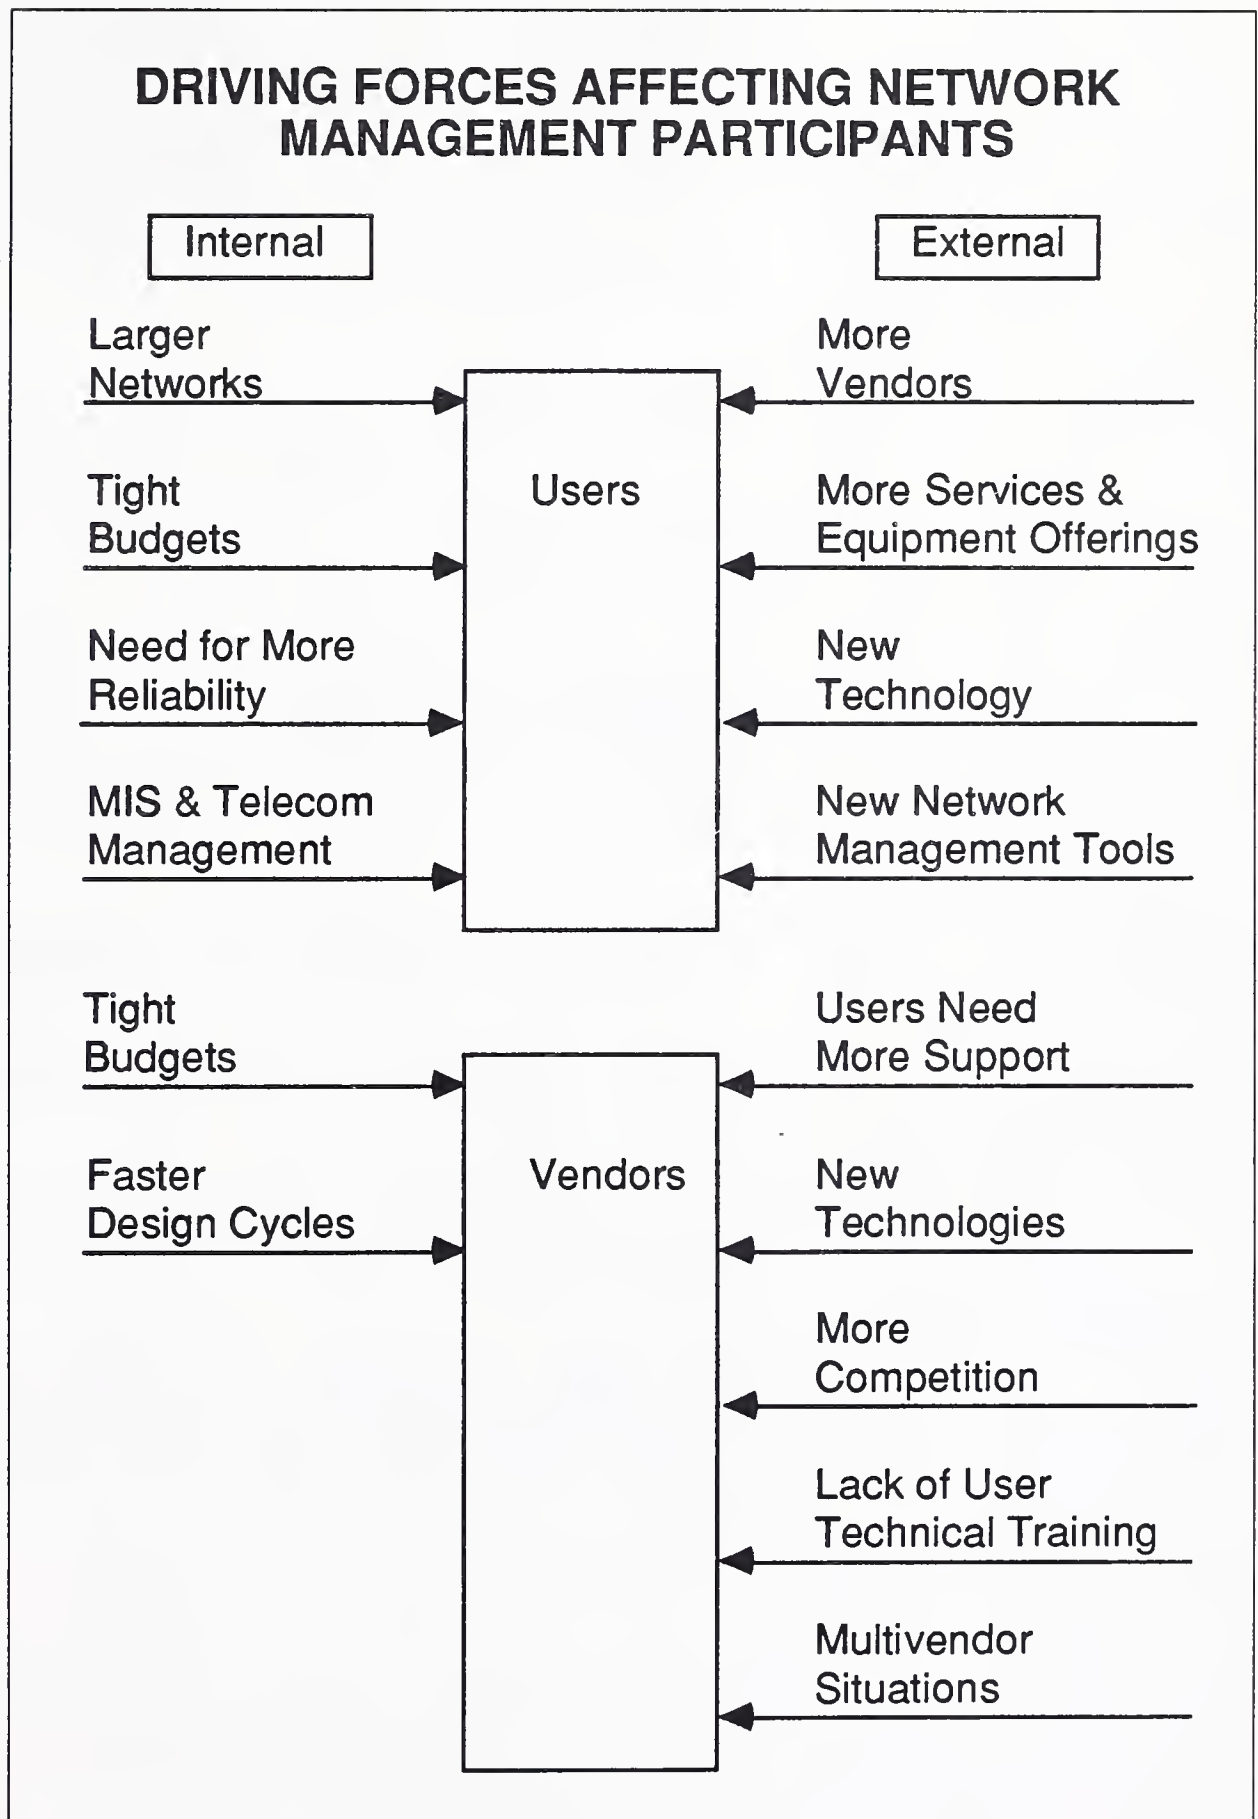 DRIVING FORCES AFFECTING NETWORK
MANAGEMENT PARTICIPANTS
Internal
External
Larger
Networks
More
Vendors
Tight
Budgets
Users
More Services &
Equipment Offerings
Need for More
Reliability
New
Technology
MIS & Telecom
Management
New Network
Management Tools
Tight
Budgets
Users Need
More Support
Faster
Design Cycles
Vendors
New
Technologies
More
Competition
Lack of User
Technical Training
Multivendor
Situations